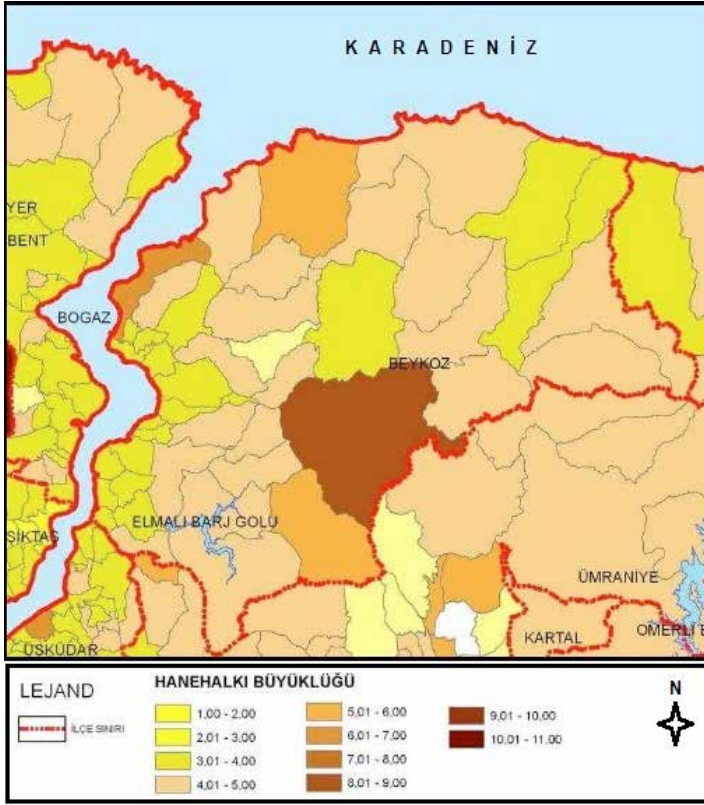 KARADENİZ
YER
BENT
BOGAZ
BEYKOZ
ELMALI BARJ GOLU
ŞIKTAŞ
ÜMRANİYE
ÜSKÜDAR
KARTAL
OMERLİ B
LEJAND
İLÇE SINIRI
HANEHALKI BÜYÜKLÜĞÜ
1,00 - 2,00
2,01 - 3,00
3,01 - 4,00
4,01 - 5,00
5,01 - 6,00
6,01 - 7,00
7,01 - 8,00
8,01 - 9,00
9,01 - 10,00
10,01 - 11,00
N